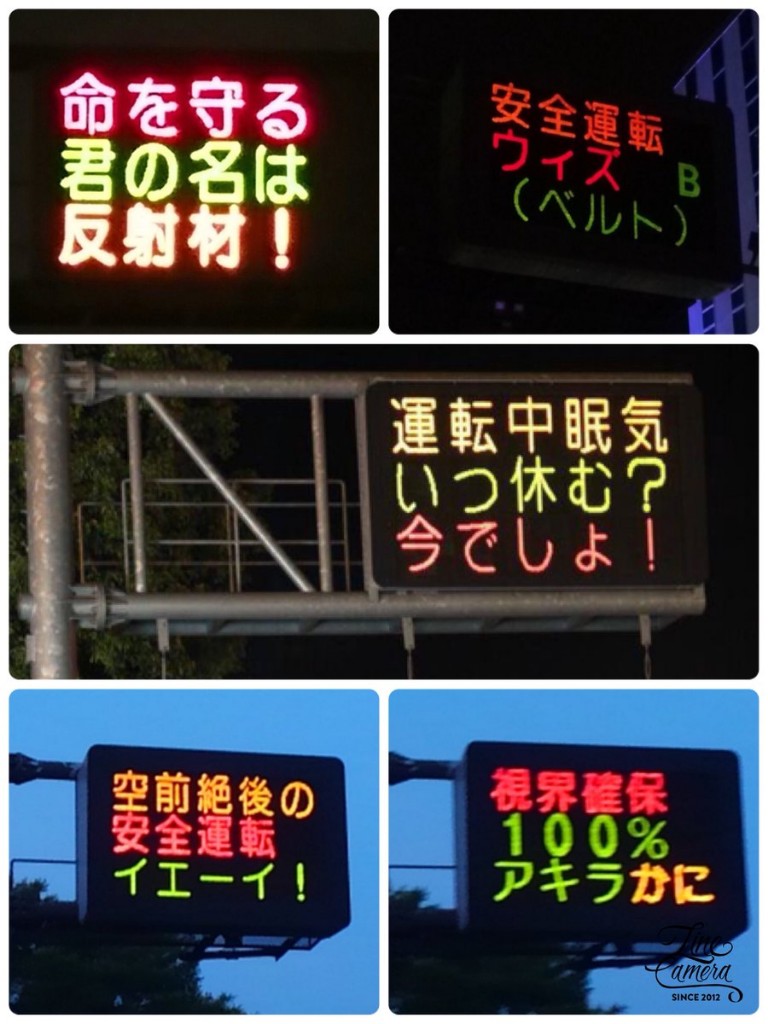 命を守る
君の名は
反射材！
安全運転
ウィズ B
（ベルト）
運転中眠気
いつ休む？
今でしょ！
空前絶後の
安全運転
イエーイ！
視界確保
100%
アキラかに
Line
Camera
SINCE 2012